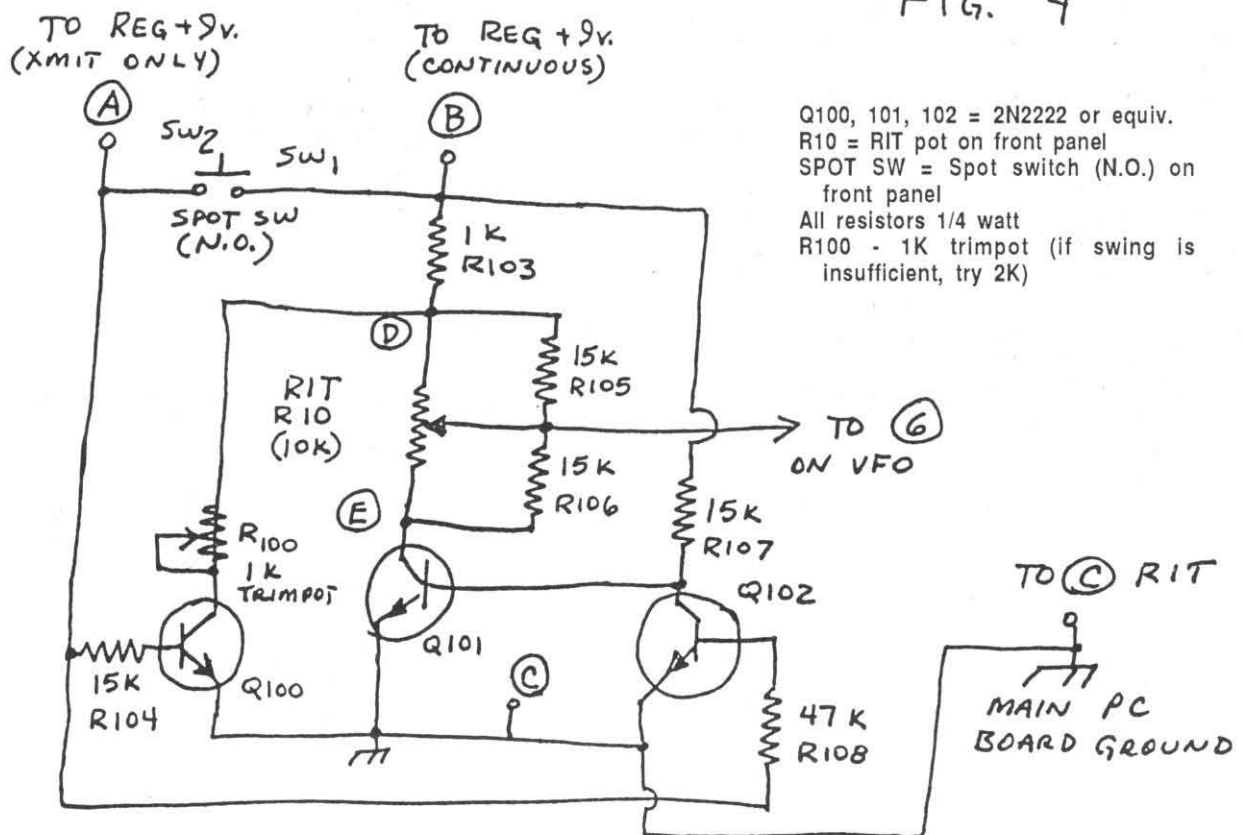 FIG. 4
TO REG +9v.
(XMIT ONLY)
TO REG +9v.
(CONTINUOUS)
A
B
SW2
SW1
SPOT SW
(N.O.)
Q100, 101, 102 = 2N2222 or equiv.
R10 = RIT pot on front panel
SPOT SW = Spot switch (N.O.) on
front panel
All resistors 1/4 watt
R100 - 1K trimpot (if swing is
insufficient, try 2K)
1K
R103
D
15K
R105
RIT
R10
(10K)
TO G
ON VFO
15K
R106
E
15K
R107
R100
1K
TRIMPOT
Q102
TO C RIT
Q101
15K
R104
Q100
C
47K
R108
MAIN PC
BOARD GROUND